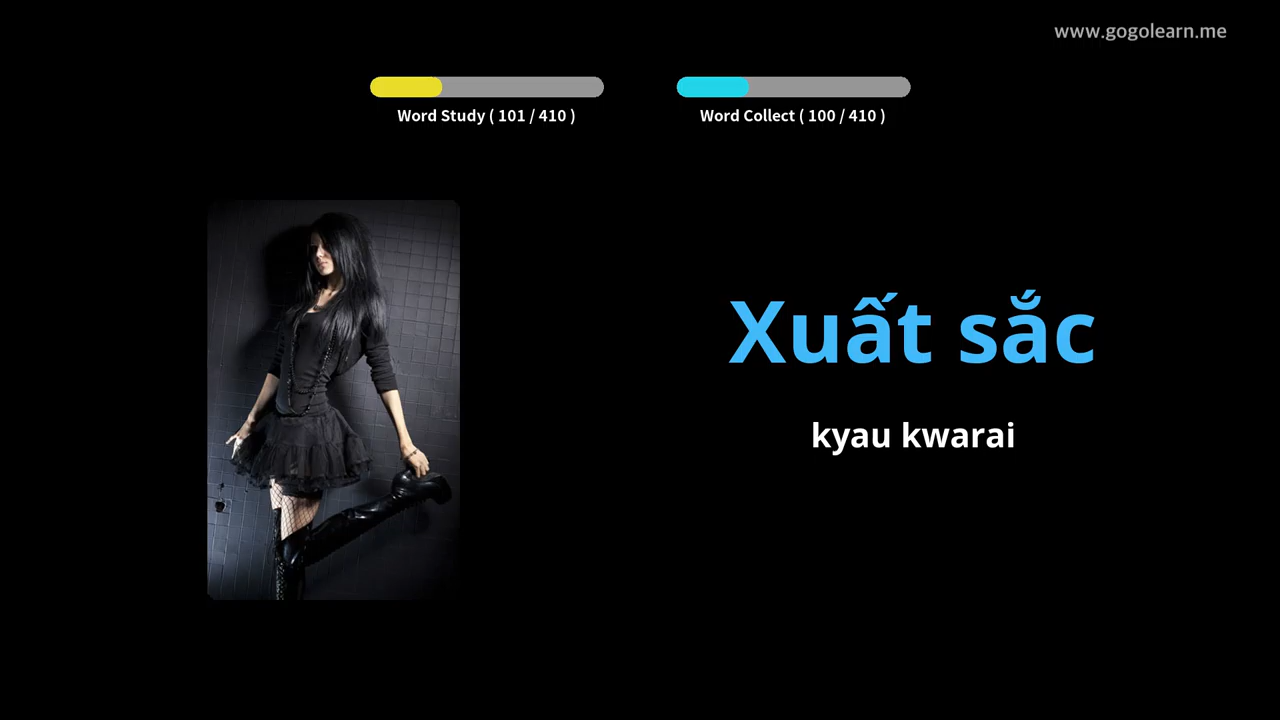 www.gogolearn.me
Word Study ( 101 / 410 )
Word Collect ( 100 / 410 )
Xuất sắc
kyau kwarai